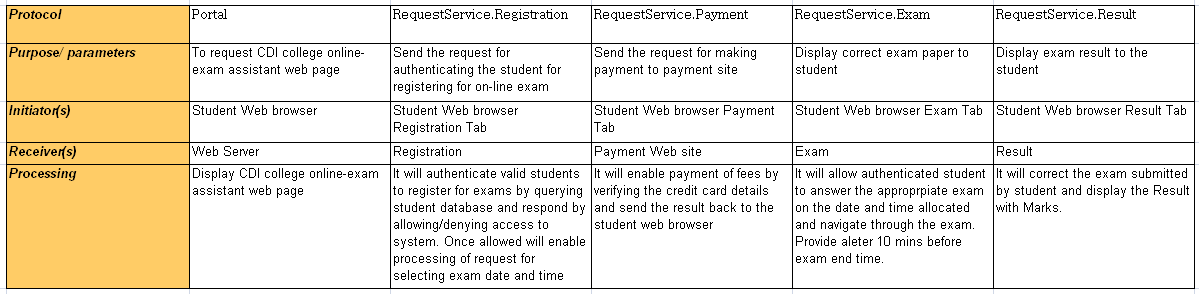 Protocol
Portal
RequestService.Registration
RequestService.Payment
RequestService.Exam
RequestService.Result
Purpose/ parameters
To request CDI college online-
exam assistant web page
Send the request for
authenticating the student for
registering for on-line exam
Send the request for making
payment to payment site
Display correct exam paper to
student
Display exam result to the
student
Initiator(s)
Student Web browser
Student Web browser
Registration Tab
Student Web browser Payment
Tab
Student Web browser Exam Tab
Student Web browser Result Tab
Receiver(s)
Web Server
Registration
Payment Web site
Exam
Result
Processing
Display CDI college online-exam
assistant web page
It will authenticate valid students
to register for exams by querying
student database and respond by
allowing/denying access to
system. Once allowed will enable
processing of request for
selecting exam date and time
It will enable payment of fees by
verifying the credit card details
and send the result back to the
student web browser
It will allow authenticated student
to answer the approprpiate exam
on the date and time allocated
and navigate through the exam.
Provide aleter 10 mins before
exam end time.
It will correct the exam submitted
by student and display the Result
with Marks.